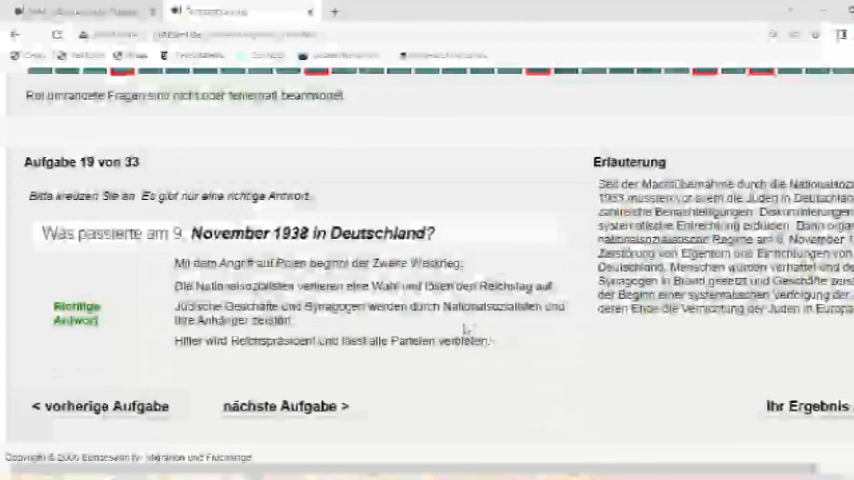 Rot umrandete Fragen sind nicht oder fehlerhaft beantwortet.
Aufgabe 19 von 33
Bitte kreuzen Sie an. Es gibt nur eine richtige Antwort.
Was passierte am 9. November 1938 in Deutschland?
Mit dem Angriff auf Polen beginnt der Zweite Weltkrieg.
Die Nationalsozialisten verlieren eine Wahl und lösen den Reichstag auf.
Richtige
Antwort
Jüdische Geschäfte und Synagogen werden durch Nationalsozialisten und
ihre Anhänger zerstört.
Hitler wird Reichspräsident und lässt alle Parteien verbieten.
< vorherige Aufgabe
nächste Aufgabe >
Erläuterung
Seit der Machtübernahme durch die Nationalsozi
1933 mussten vor allem die Juden in Deutschlan
zahlreiche Benachteiligungen, Diskriminierungen
systematische Entrechtung erdulden. Dann organ
nationalsozialistische Regime am 9. November 1
Zerstörung von Eigentum und Einrichtungen von
Deutschland. Menschen wurden verhaftet und
Synagogen in Brand gesetzt und Geschäfte zerst
der Beginn einer systematischen Verfolgung der
deren Ende die Vernichtung der Juden in Europa
Ihr Ergebnis
Copyright © Bundesamt für Migration und Flüchtlinge